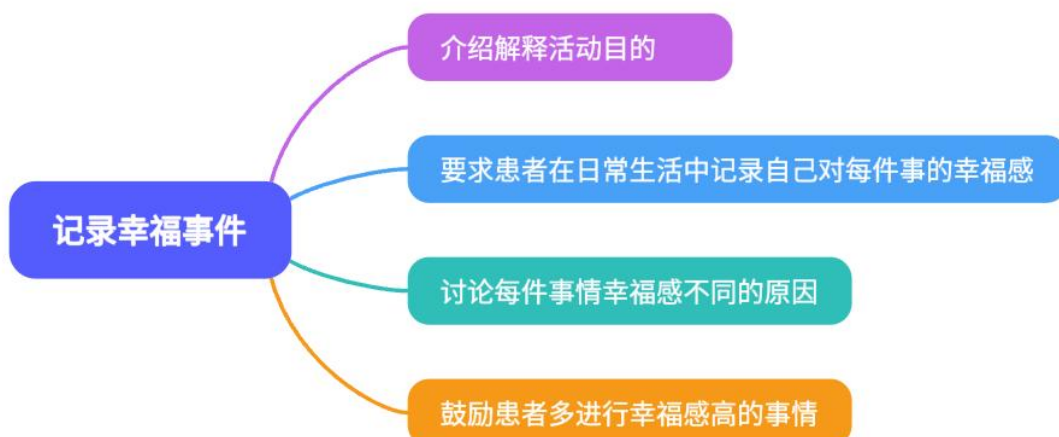 介绍解释活动目的
要求患者在日常生活中记录自己对每件事的幸福感
记录幸福事件
讨论每件事情幸福感不同的原因
鼓励患者多进行幸福感高的事情